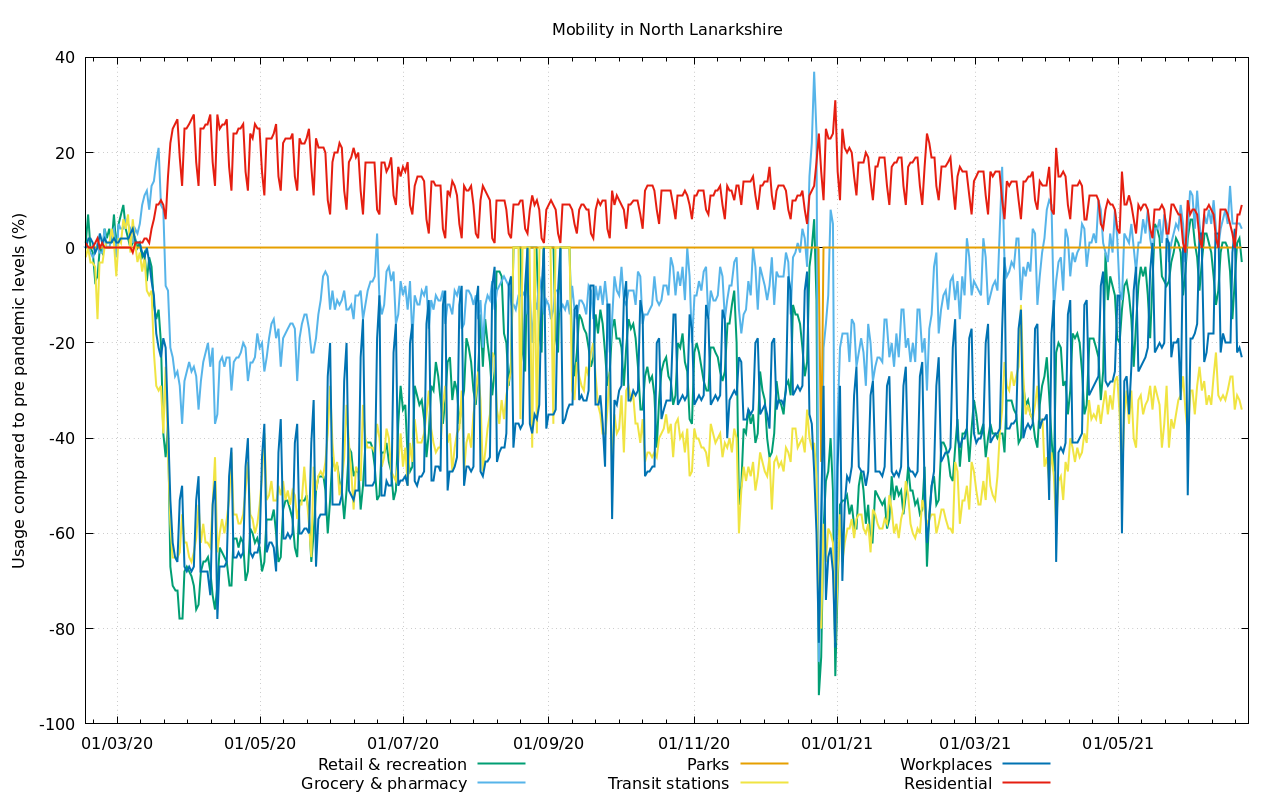 Mobility in North Lanarkshire
Usage compared to pre pandemic levels (%)
40
20
0
-20
-40
-60
-80
-100
01/03/20 01/05/20 01/07/20 01/09/20 01/11/20 01/01/21 01/03/21 01/05/21
Retail & recreation Parks Workplaces
Grocery & pharmacy Transit stations Residential